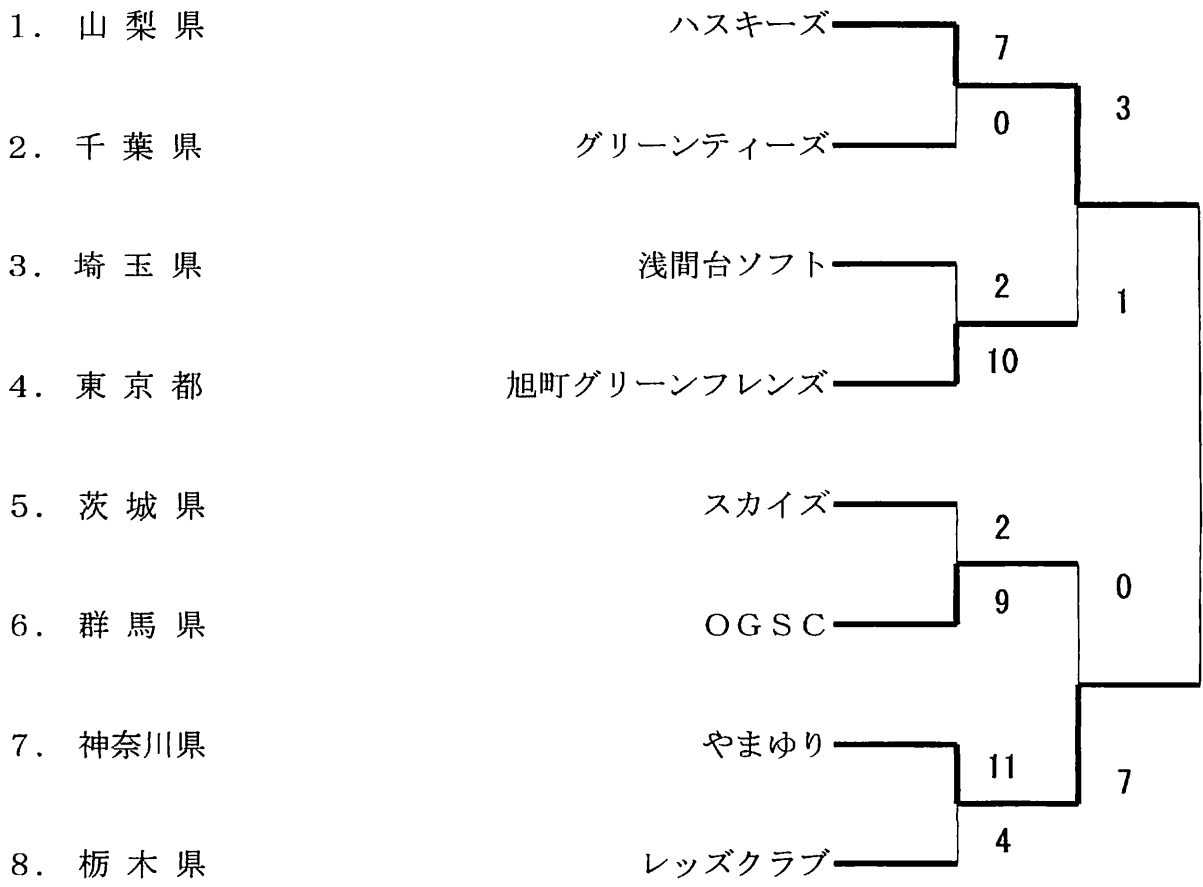 1. 山梨県 ハスキーズ
7
3
0
2. 千葉県 グリーンティーズ
3. 埼玉県 浅間台ソフト
2
1
10
4. 東京都 旭町グリーンフレンズ
5. 茨城県 スカイズ
2
0
9
6. 群馬県 OGSC
7. 神奈川県 やまゆり
11
7
4
8. 栃木県 レッズクラブ